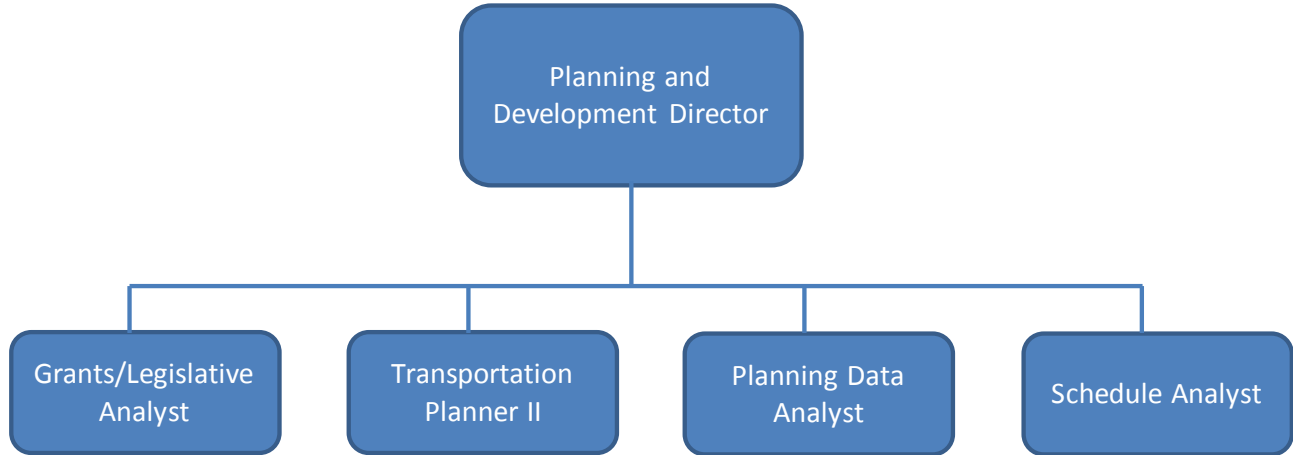 Planning and
Development Director
Grants/Legislative
Analyst
Transportation
Planner II
Planning Data
Analyst
Schedule Analyst